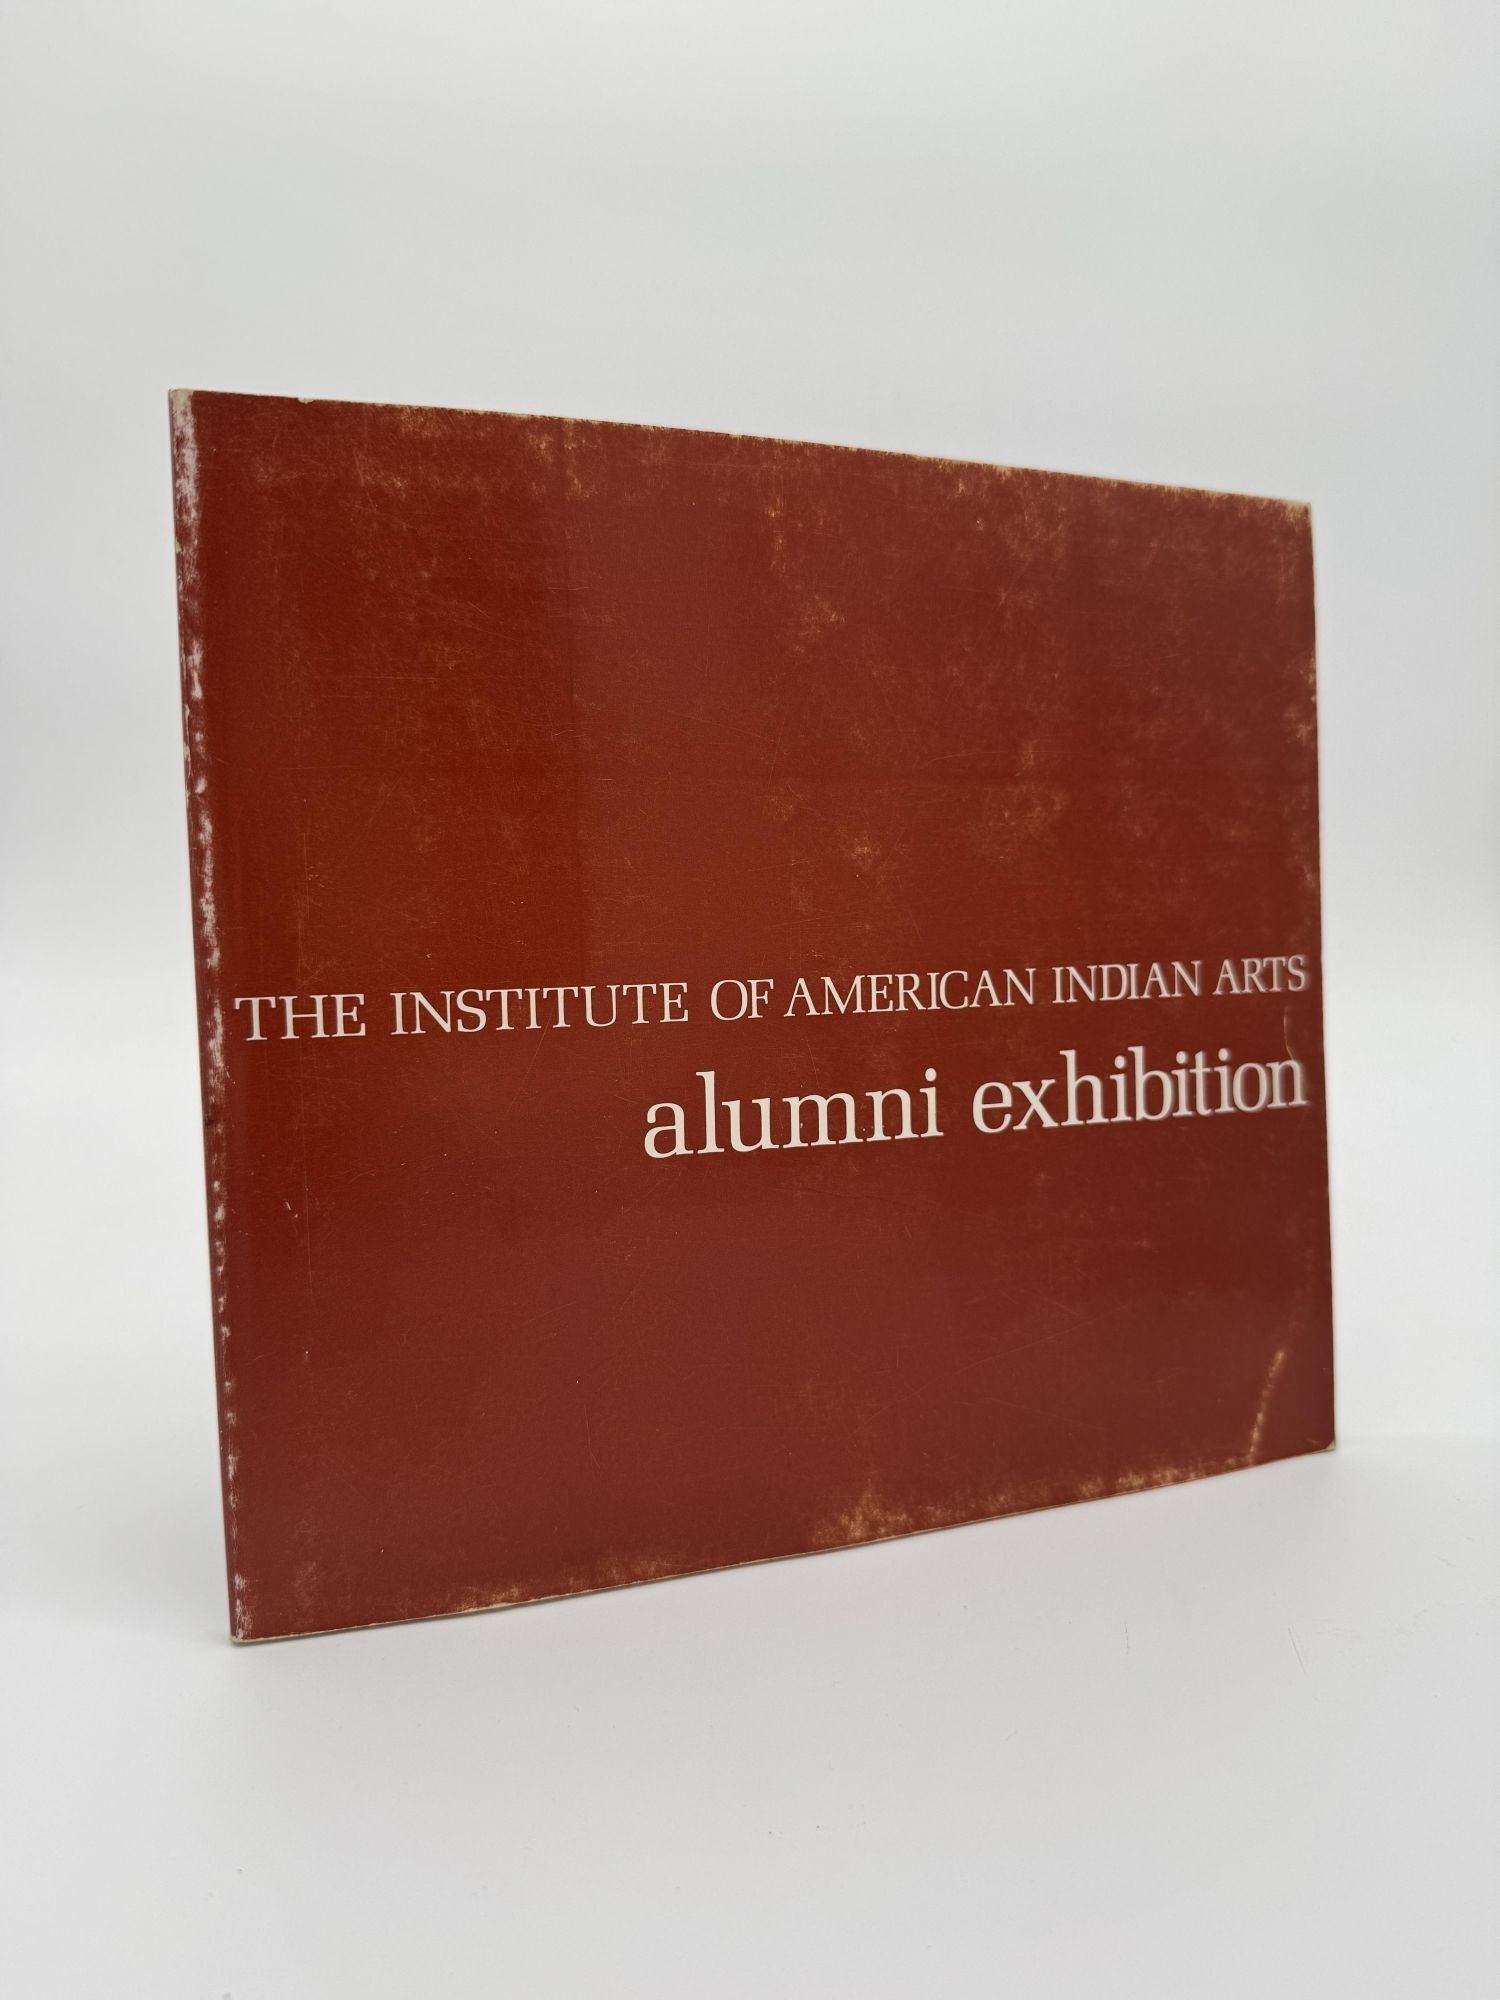 THE INSTITUTE OF AMERICAN INDIAN ARTS
alumni exhibition